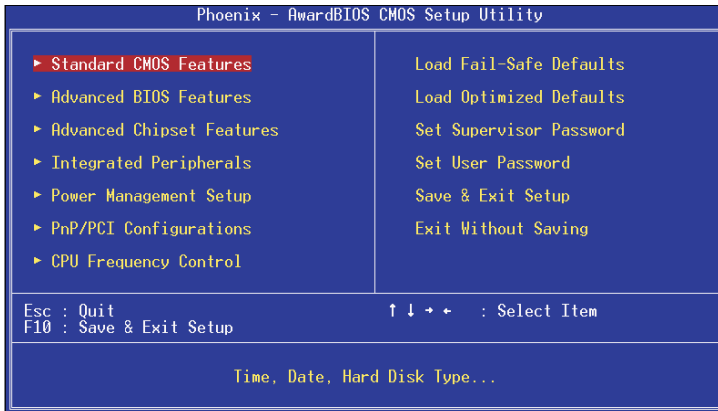 Phoenix - AwardBIOS CMOS Setup Utility
► Standard CMOS Features
► Advanced BIOS Features
► Advanced Chipset Features
► Integrated Peripherals
► Power Management Setup
► PnP/PCI Configurations
► CPU Frequency Control
Load Fail-Safe Defaults
Load Optimized Defaults
Set Supervisor Password
Set User Password
Save & Exit Setup
Exit Without Saving
Esc : Quit
F10 : Save & Exit Setup
↑ ↓ → ← : Select Item
Time, Date, Hard Disk Type...